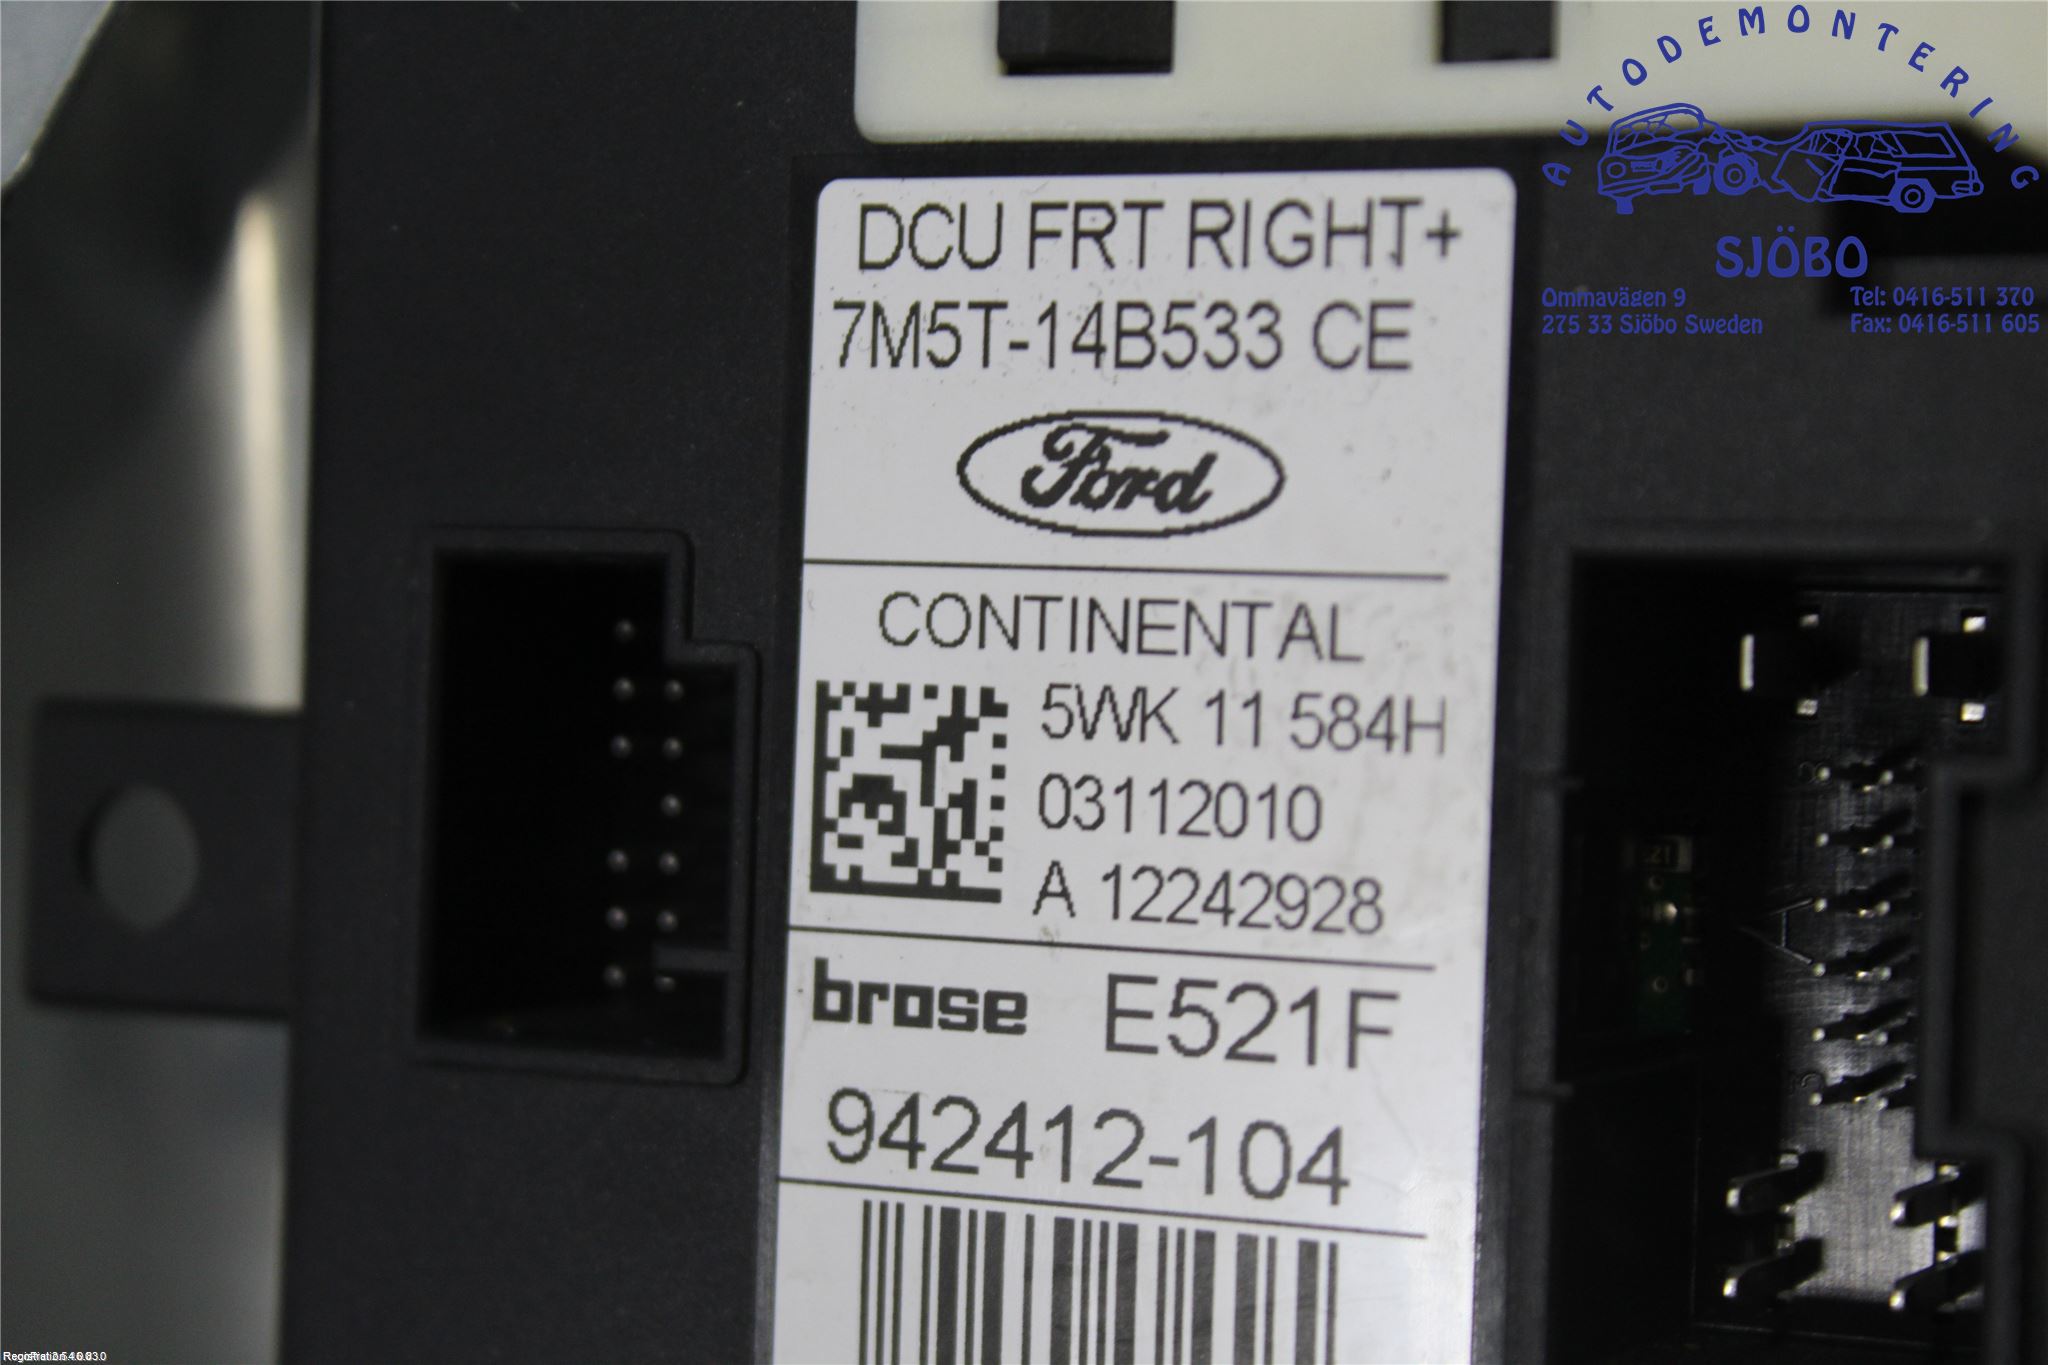 DCU FRT RIGHT+
7M5T-14B533 CE
Ford
CONTINENTAL
5WK 11 584H
03112010
A 12242928
brose E521F
942412-104
AUTODEMONTERING
SJÖBO
Ommavägen 9
275 33 Sjöbo Sweden
Tel: 0416-511 370
Fax: 0416-511 605
A